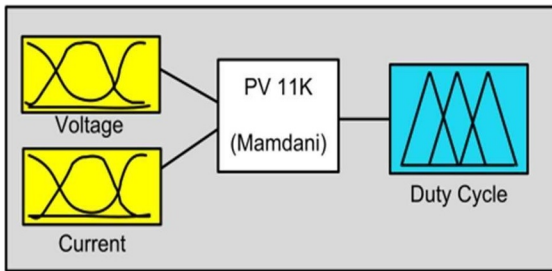 Voltage
Current
PV 11K
(Mamdani)
Duty Cycle